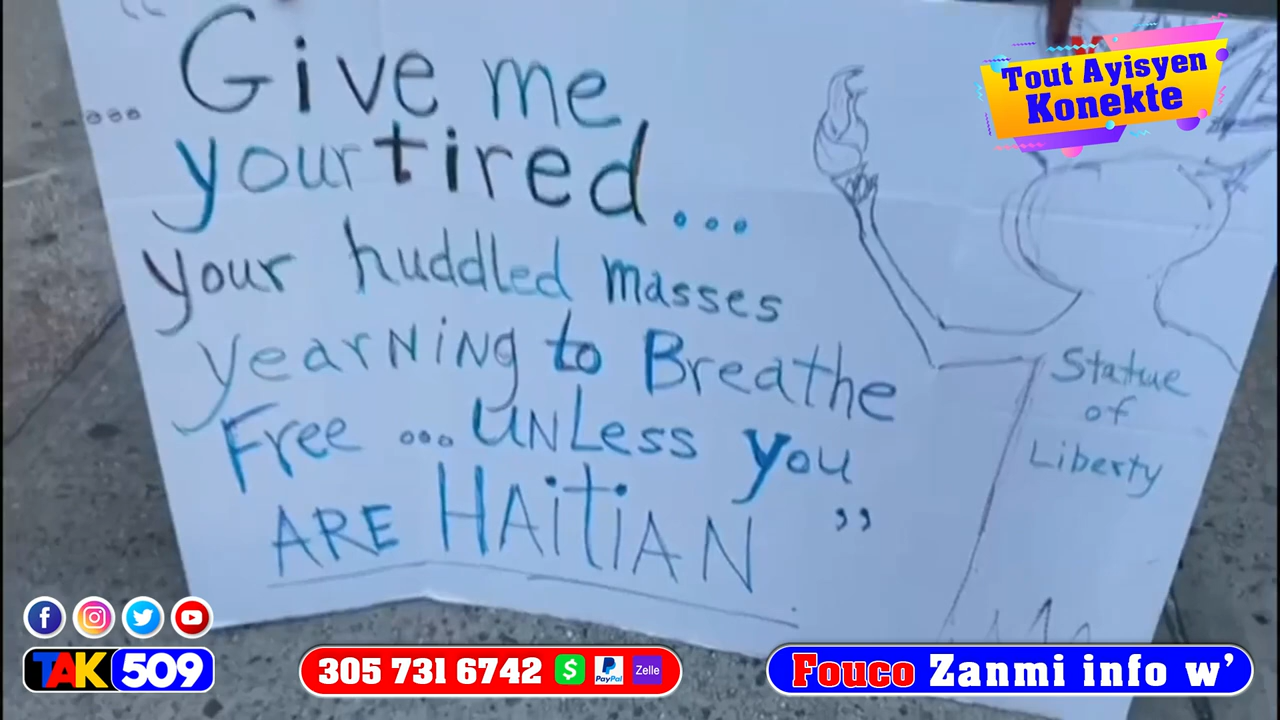 “
... Give me
your tired...
your huddled masses
yearning to Breathe
Free ... UNLess you
ARE HAitiAN ”
Statue
of
Liberty
Tout Ayisyen
Konekte
TAK 509
305 731 6742 $ PayPal Zelle
Fouco Zanmi info w’